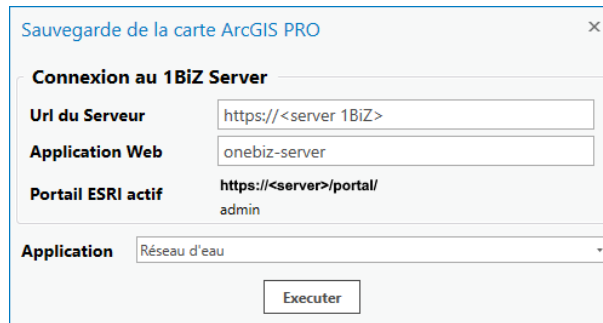 Sauvegarde de la carte ArcGIS PRO
Connexion au 1BiZ Server
Url du Serveur https://<server 1BiZ>
Application Web onebiz-server
Portail ESRI actif https://<server>/portal/
admin
Application Réseau d'eau
Executer